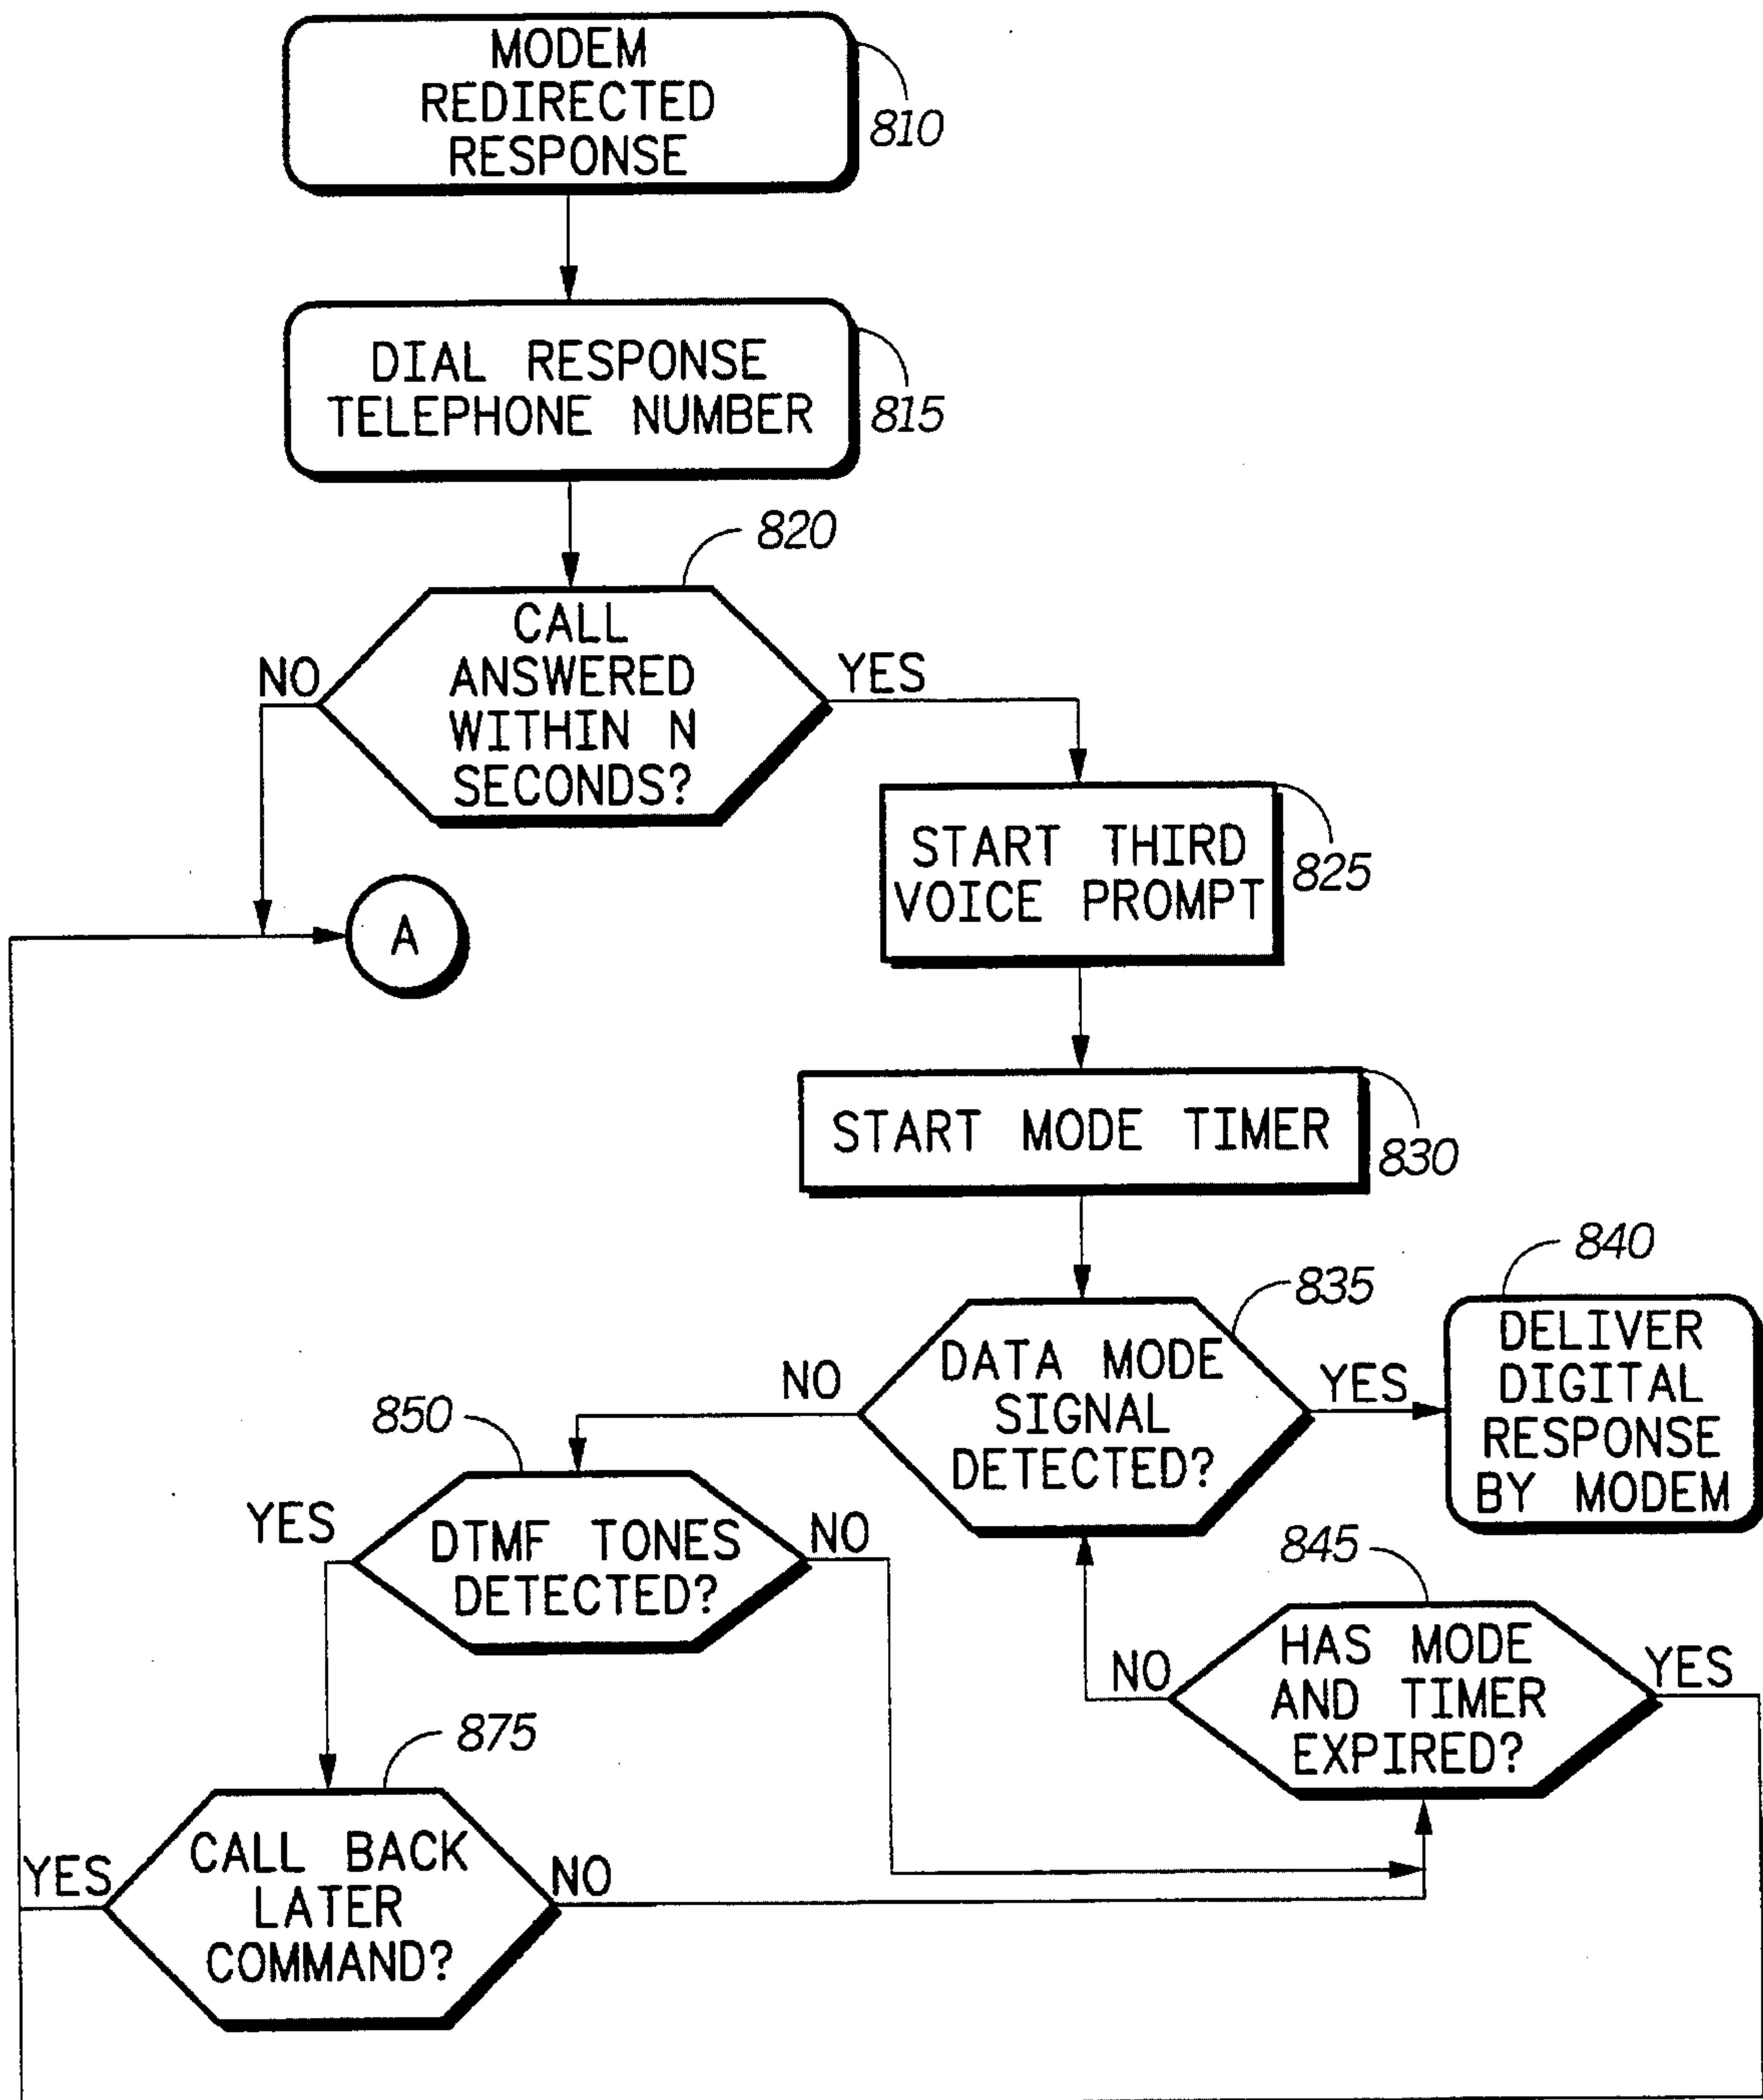 MODEM
REDIRECTED
RESPONSE
810
DIAL RESPONSE
TELEPHONE NUMBER
815
820
CALL
ANSWERED
WITHIN N
SECONDS?
NO
YES
START THIRD
VOICE PROMPT
825
A
START MODE TIMER
830
835
DATA MODE
SIGNAL
DETECTED?
NO
YES
840
DELIVER
DIGITAL
RESPONSE
BY MODEM
850
DTMF TONES
DETECTED?
YES
NO
845
HAS MODE
AND TIMER
EXPIRED?
NO
YES
875
CALL BACK
LATER
COMMAND?
YES
NO